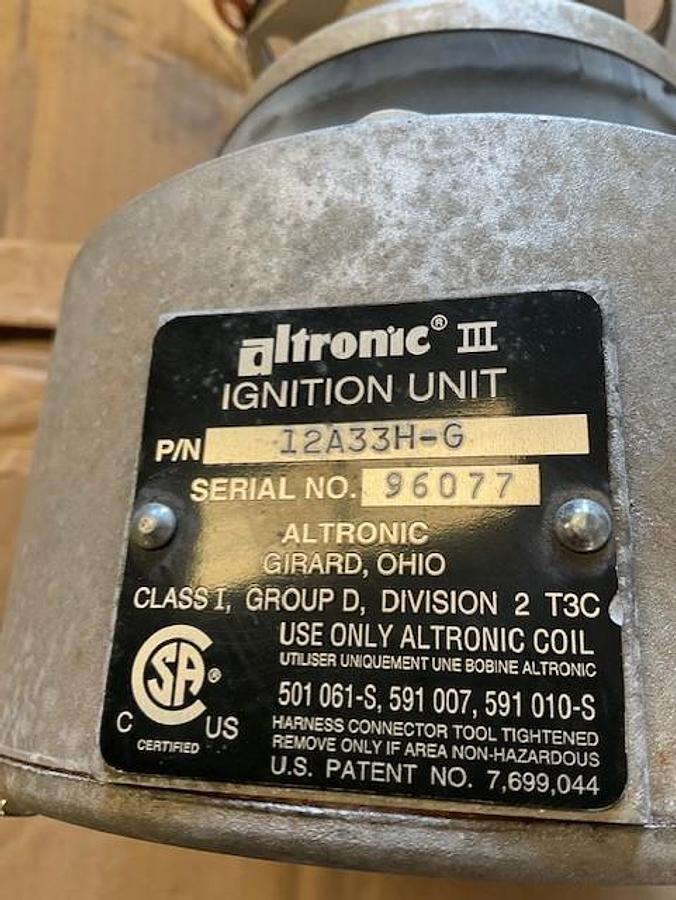 altronic® III
IGNITION UNIT
P/N 12A33H-G
SERIAL NO. 96077
ALTRONIC
GIRARD, OHIO
CLASS I, GROUP D, DIVISION 2 T3C
USE ONLY ALTRONIC COIL
UTILISER UNIQUEMENT UNE BOBINE ALTRONIC
501 061-S, 591 007, 591 010-S
HARNESS CONNECTOR TOOL TIGHTENED
REMOVE ONLY IF AREA NON-HAZARDOUS
U.S. PATENT NO. 7,699,044
SA®
C US
CERTIFIED